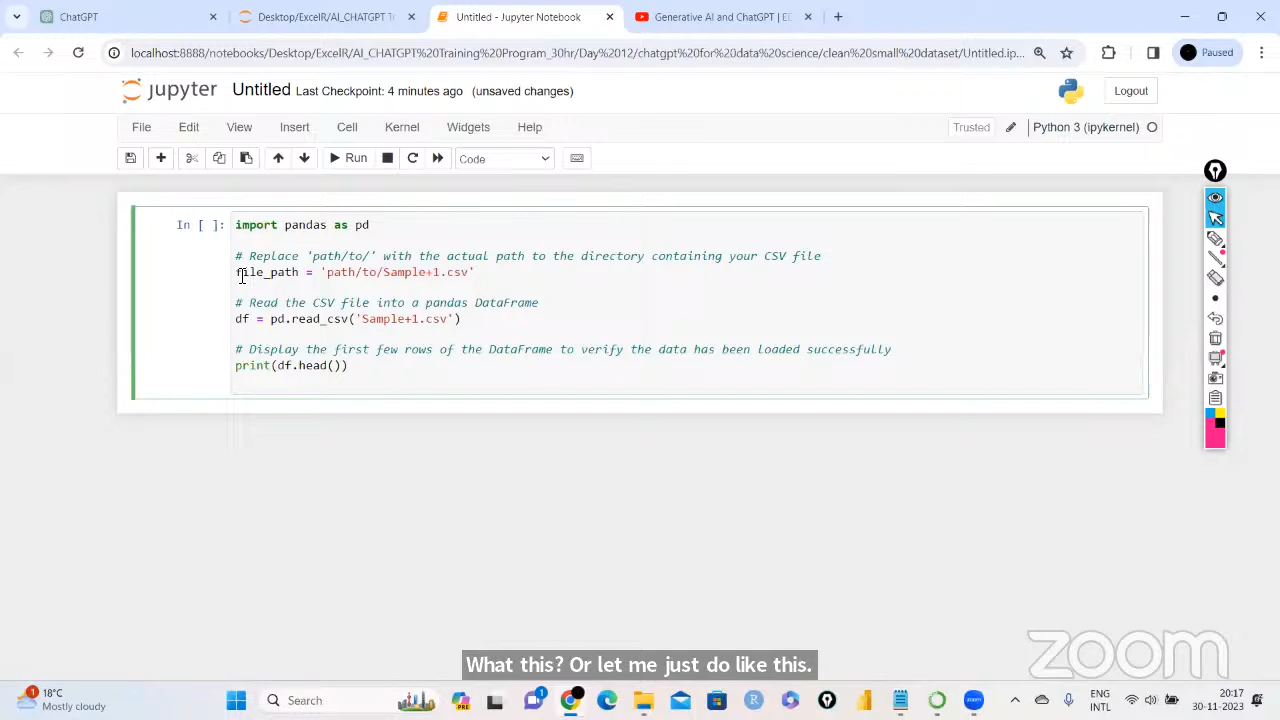 ChatGPT
Desktop/ExcelR/AI_CHATGPT Tr
Untitled - Jupyter Notebook
Generative AI and ChatGPT | ED
localhost:8888/notebooks/Desktop/ExcelR/AI_CHATGPT%20Training%20Program_30hr/Day%2012/chatgpt%20for%20data%20science/clean%20small%20dataset/Untitled.ip...
Paused
jupyter Untitled Last Checkpoint: 4 minutes ago (unsaved changes)
Logout
File Edit View Insert Cell Kernel Widgets Help
Trusted Python 3 (ipykernel)
Run Code
In [ ]: import pandas as pd
# Replace 'path/to/' with the actual path to the directory containing your CSV file
file_path = 'path/to/Sample+1.csv'
# Read the CSV file into a pandas DataFrame
df = pd.read_csv('Sample+1.csv')
# Display the first few rows of the DataFrame to verify the data has been loaded successfully
print(df.head())
zoom
What this? Or let me just do like this.
1 18°C
Mostly cloudy
Search
PRE
1
R
ENG
INTL
20:17
30-11-2023